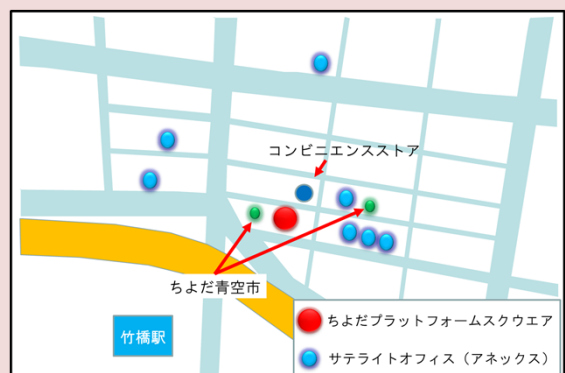 コンビニエンスストア
ちよだ青空市
竹橋駅
ちよだプラットフォームスクウエア
サテライトオフィス（アネックス）